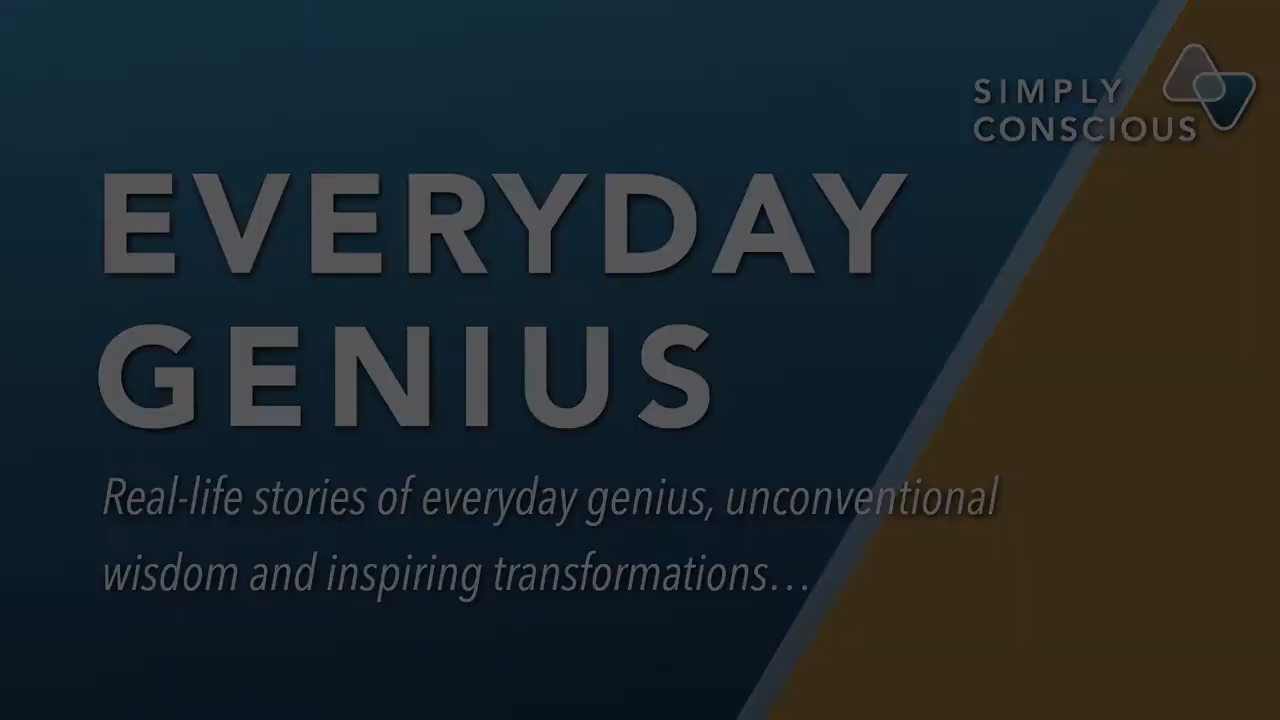 SIMPLY
CONSCIOUS
EVERYDAY
GENIUS
Real-life stories of everyday genius, unconventional
wisdom and inspiring transformations…